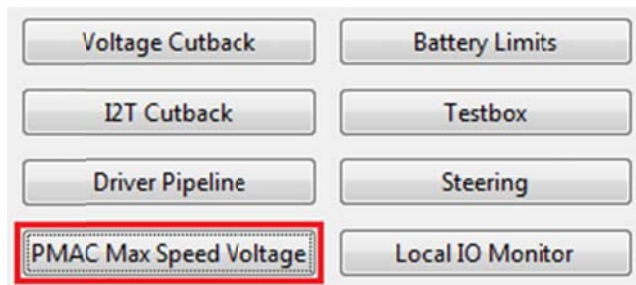 Voltage Cutback
Battery Limits
I2T Cutback
Testbox
Driver Pipeline
Steering
PMAC Max Speed Voltage
Local IO Monitor